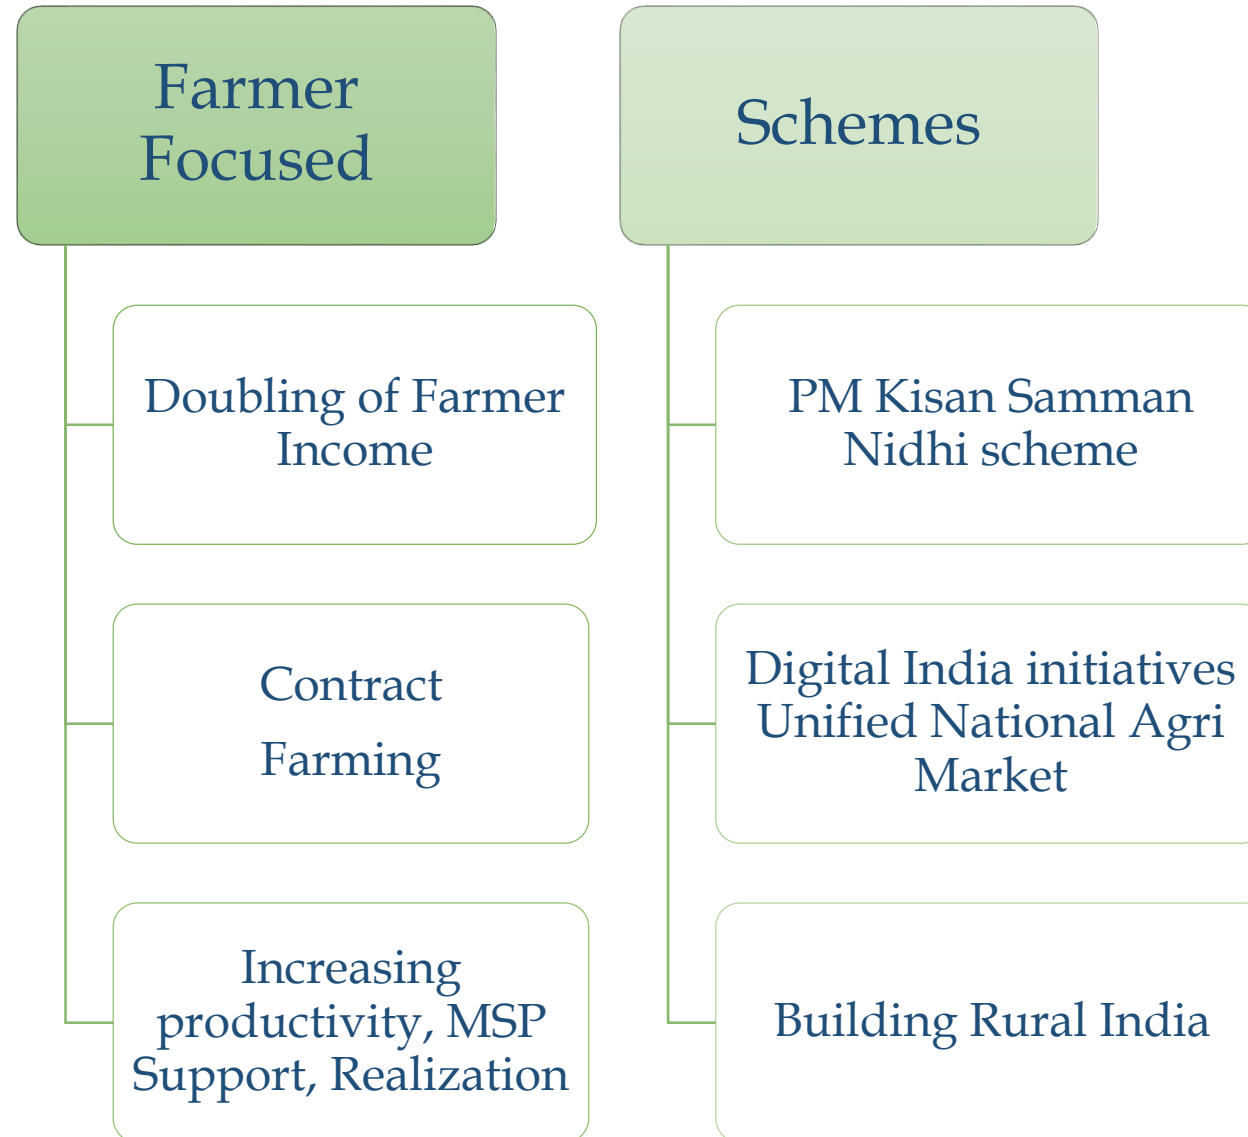 Farmer
Focused
Doubling of Farmer
Income
Contract
Farming
Increasing
productivity, MSP
Support, Realization
Schemes
PM Kisan Samman
Nidhi scheme
Digital India initiatives
Unified National Agri
Market
Building Rural India